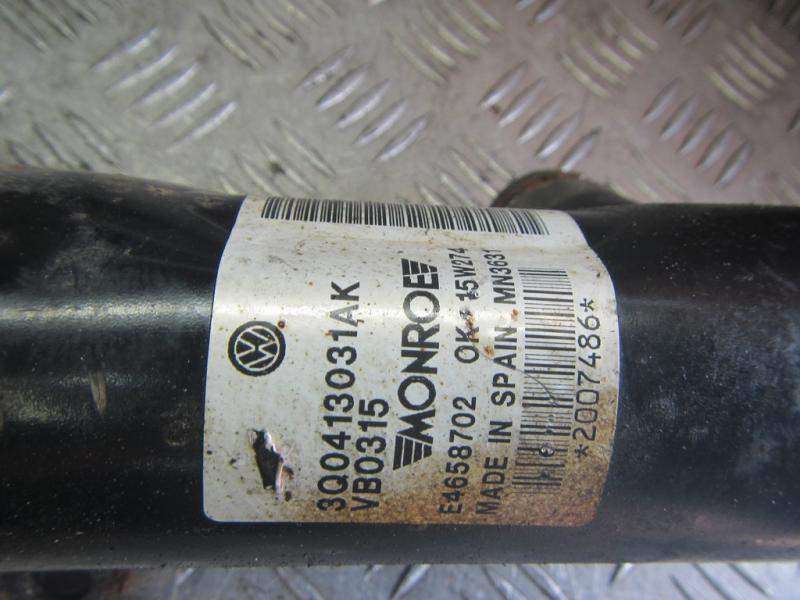 3Q0413031AK
VB0315
MONROE
E4658702 OK
15W274
MADE IN SPAIN
MN3631
*2007486*